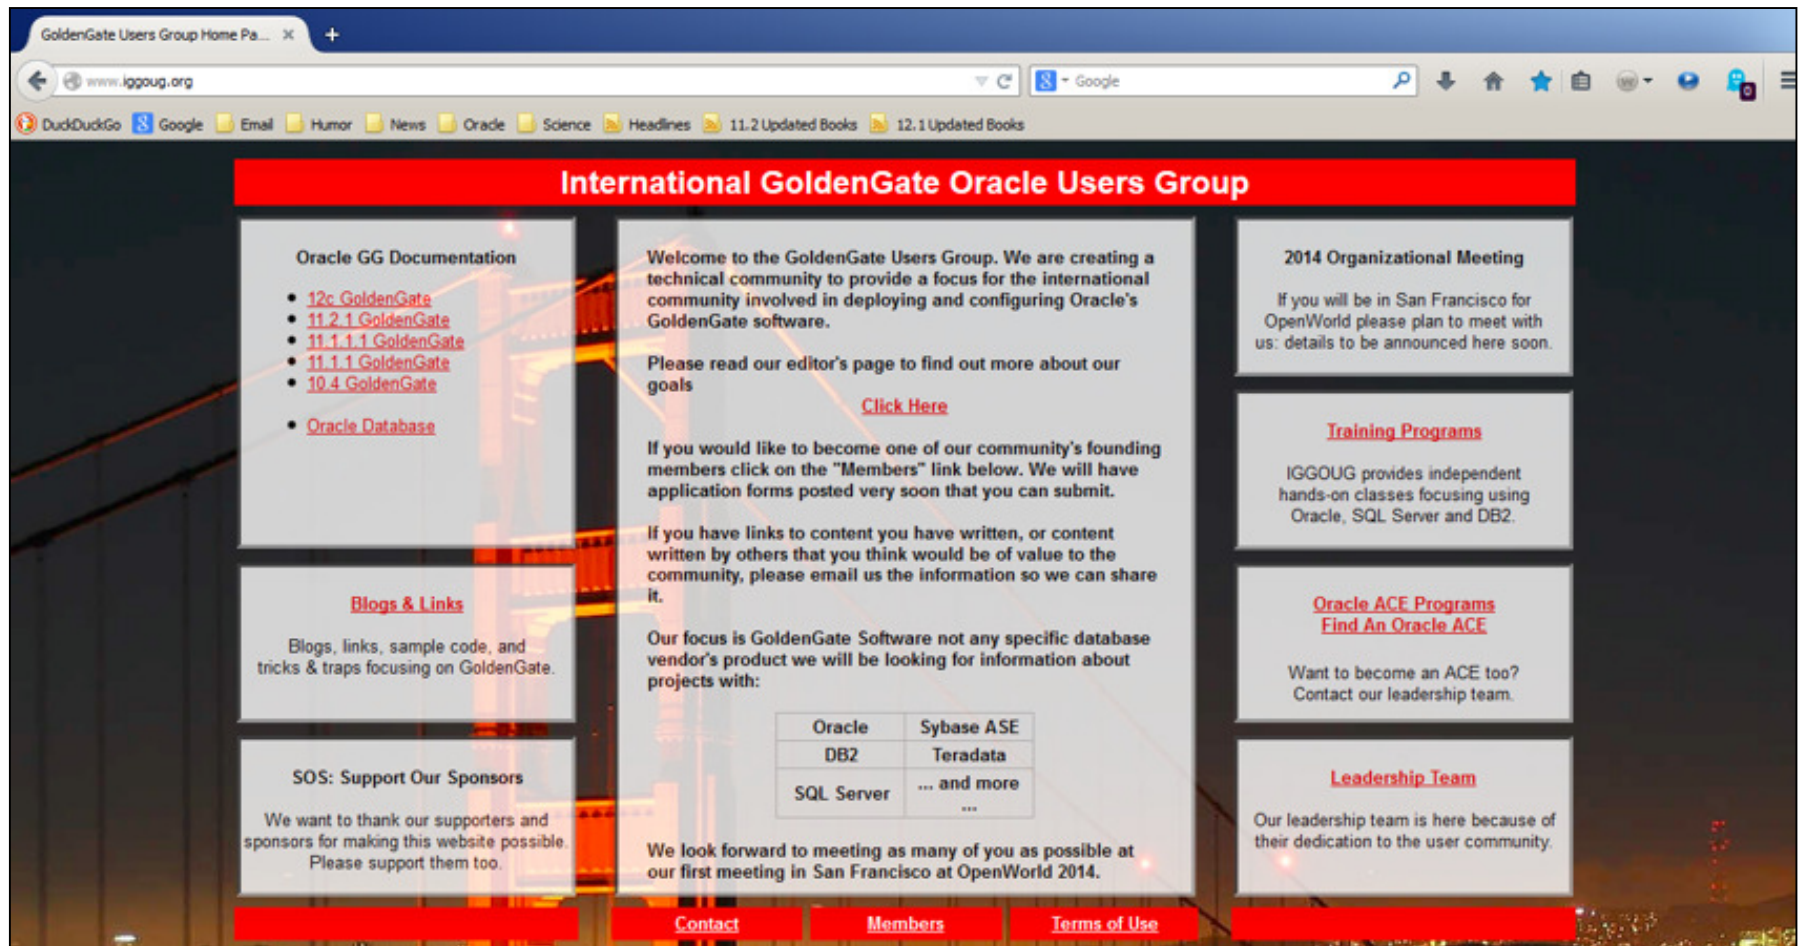 GoldenGate Users Group Home Pa...
www.iggoug.org
Google
DuckDuckGo Google Email Humor News Oracle Science Headlines 11.2 Updated Books 12.1 Updated Books
International GoldenGate Oracle Users Group
Oracle GG Documentation
12c GoldenGate
11.2.1 GoldenGate
11.1.1.1 GoldenGate
11.1.1 GoldenGate
10.4 GoldenGate
Oracle Database
Blogs & Links
Blogs, links, sample code, and
tricks & traps focusing on GoldenGate.
SOS: Support Our Sponsors
We want to thank our supporters and
sponsors for making this website possible.
Please support them too.
Welcome to the GoldenGate Users Group. We are creating a
technical community to provide a focus for the international
community involved in deploying and configuring Oracle's
GoldenGate software.
Please read our editor's page to find out more about our
goals
Click Here
If you would like to become one of our community's founding
members click on the "Members" link below. We will have
application forms posted very soon that you can submit.
If you have links to content you have written, or content
written by others that you think would be of value to the
community, please email us the information so we can share
it.
Our focus is GoldenGate Software not any specific database
vendor's product we will be looking for information about
projects with:
Oracle Sybase ASE
DB2 Teradata
SQL Server ... and more
...
We look forward to meeting as many of you as possible at
our first meeting in San Francisco at OpenWorld 2014.
2014 Organizational Meeting
If you will be in San Francisco for
OpenWorld please plan to meet with
us: details to be announced here soon.
Training Programs
IGGOUG provides independent
hands-on classes focusing using
Oracle, SQL Server and DB2.
Oracle ACE Programs
Find An Oracle ACE
Want to become an ACE too?
Contact our leadership team.
Leadership Team
Our leadership team is here because of
their dedication to the user community.
Contact Members Terms of Use